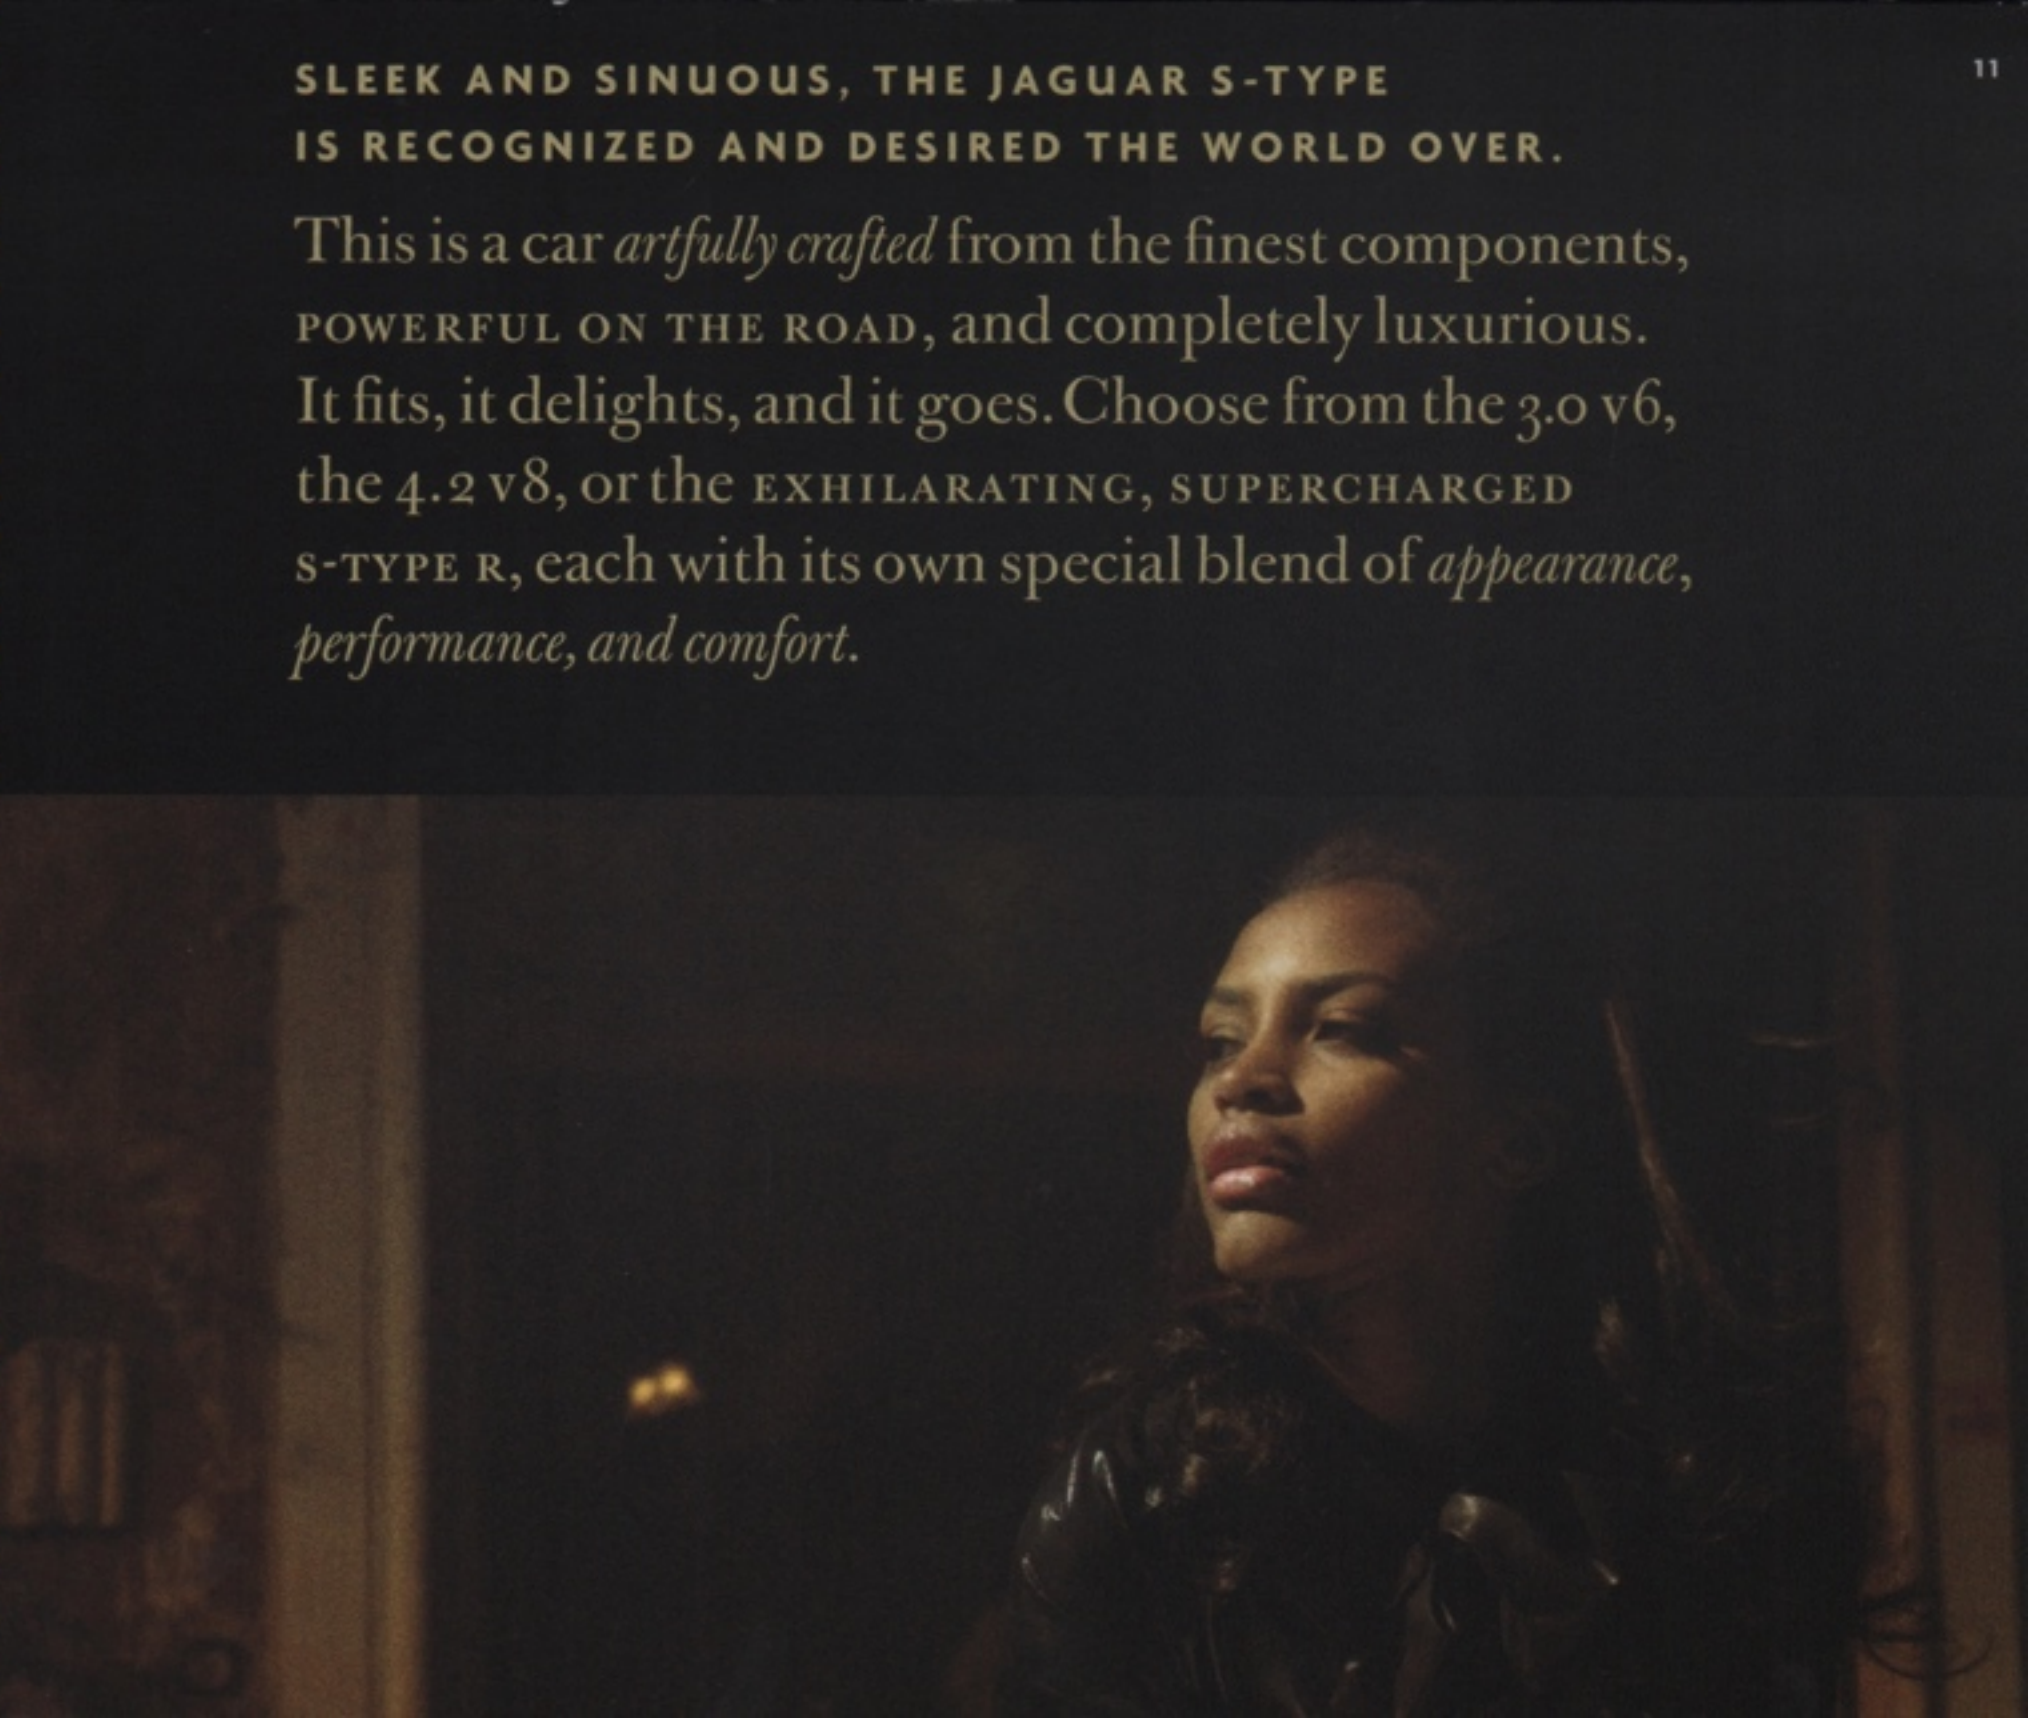 11
SLEEK AND SINUOUS, THE JAGUAR S-TYPE
IS RECOGNIZED AND DESIRED THE WORLD OVER.
This is a car artfully crafted from the finest components,
POWERFUL ON THE ROAD, and completely luxurious.
It fits, it delights, and it goes. Choose from the 3.0 V6,
the 4.2 V8, or the EXHILARATING, SUPERCHARGED
S-TYPE R, each with its own special blend of appearance,
performance, and comfort.